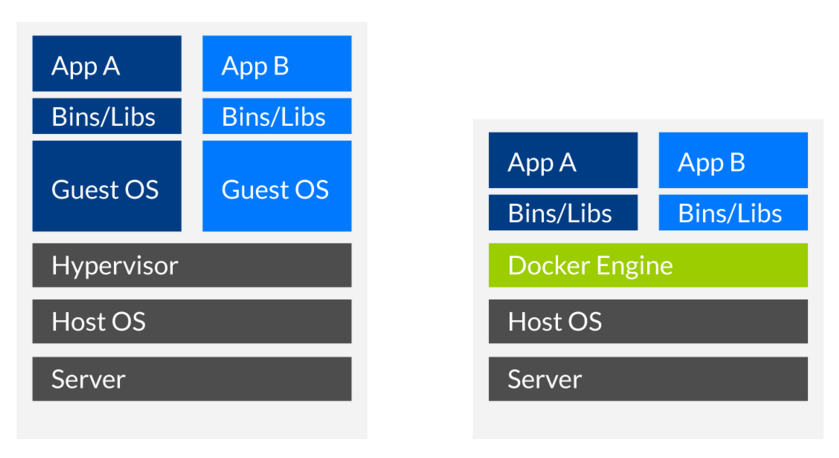 App A
App B
Bins/Libs
Bins/Libs
Guest OS
Guest OS
Hypervisor
Host OS
Server
App A
App B
Bins/Libs
Bins/Libs
Docker Engine
Host OS
Server